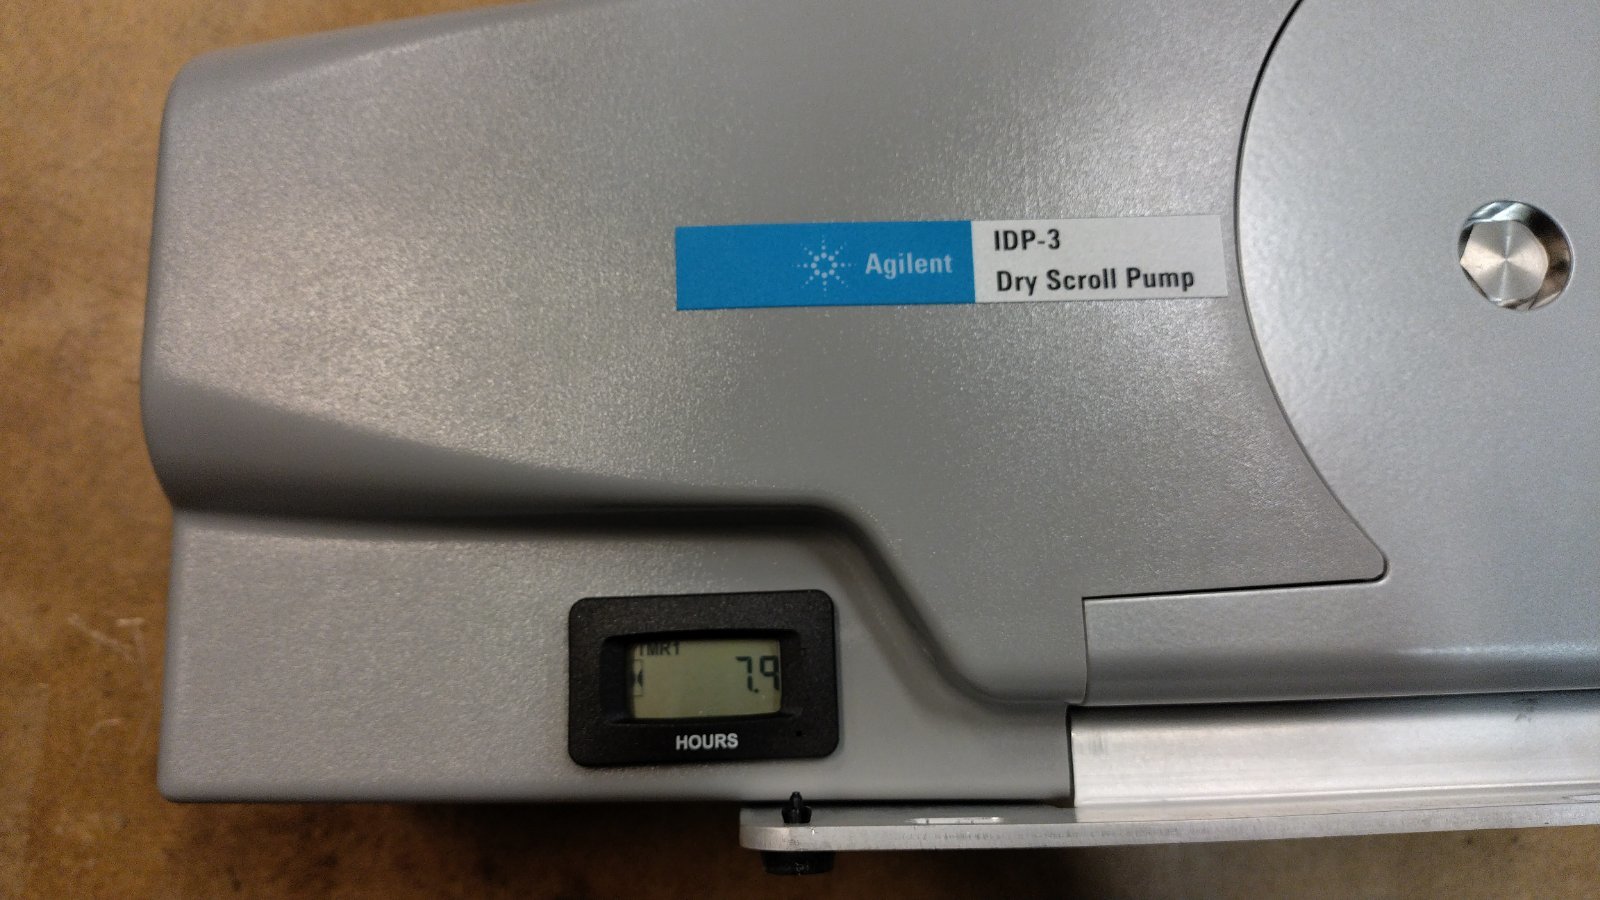 Agilent
IDP-3
Dry Scroll Pump
TMR1
7.9
HOURS